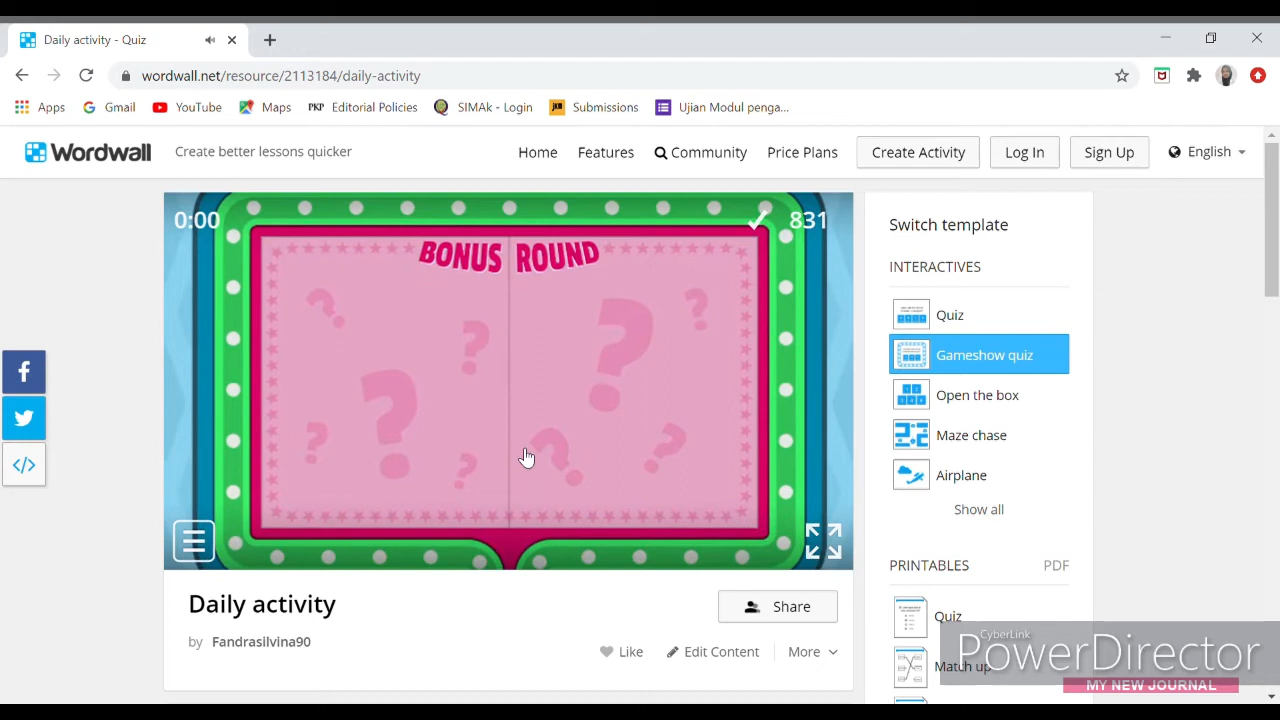 Daily activity - Quiz
wordwall.net/resource/2113184/daily-activity
Apps Gmail YouTube Maps PKP Editorial Policies SIMAk - Login JKB Submissions Ujian Modul penga...
Wordwall Create better lessons quicker Home Features Community Price Plans Create Activity Log In Sign Up English
0:00 831
BONUS ROUND
Switch template
INTERACTIVES
Quiz
Gameshow quiz
Open the box
Maze chase
Airplane
Show all
PRINTABLES PDF
Quiz
Match up
Daily activity
by Fandrasilvina90
Share
Like Edit Content More
CyberLink
PowerDirector
MY NEW JOURNAL